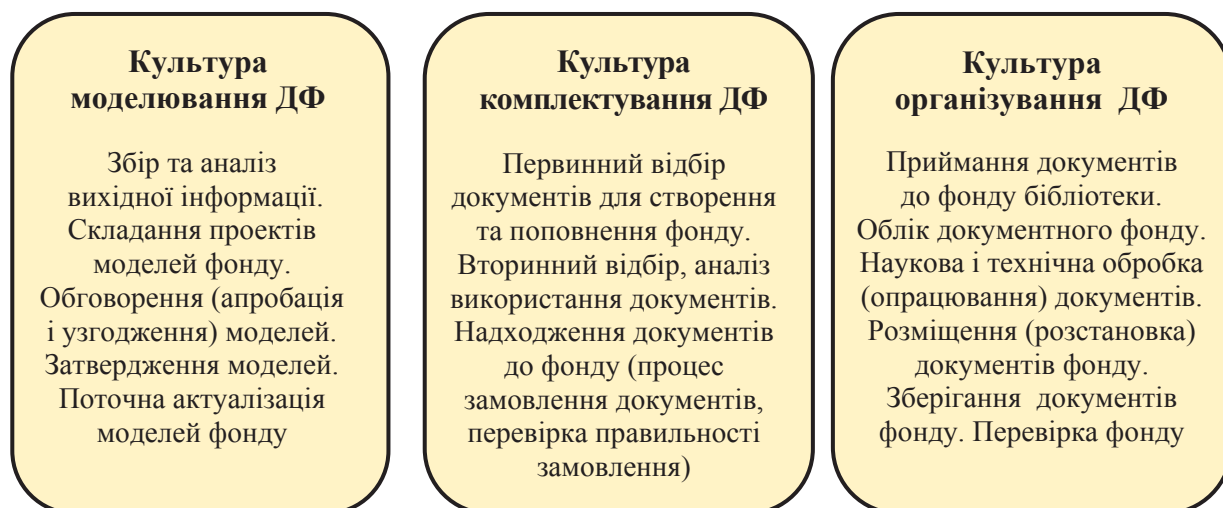 Культура
моделювання ДФ
Збір та аналіз
вихідної інформації.
Складання проектів
моделей фонду.
Обговорення (апробація
і узгодження) моделей.
Затвердження моделей.
Поточна актуалізація
моделей фонду
Культура
комплектування ДФ
Первинний відбір
документів для створення
та поповнення фонду.
Вторинний відбір, аналіз
використання документів.
Надходження документів
до фонду (процес
замовлення документів,
перевірка правильності
замовлення)
Культура
організування ДФ
Приймання документів
до фонду бібліотеки.
Облік документного фонду.
Наукова і технічна обробка
(опрацювання) документів.
Розміщення (розстановка)
документів фонду.
Зберігання документів
фонду. Перевірка фонду